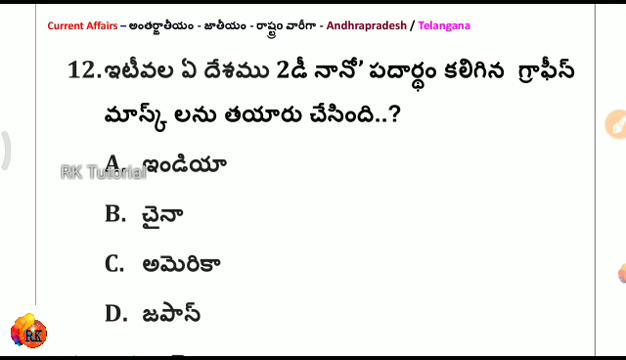 Current Affairs – అంతర్జాతీయం - జాతీయం - రాష్ట్రం వారీగా - Andhrapradesh / Telangana
12. ఇటీవల ఏ దేశము 2డీ నానో' పదార్థం కలిగిన గ్రాఫీస్
మాస్క్ లను తయారు చేసింది..?
RK Tutorial
A. ఇండియా
B. చైనా
C. అమెరికా
D. జపాస్
RK